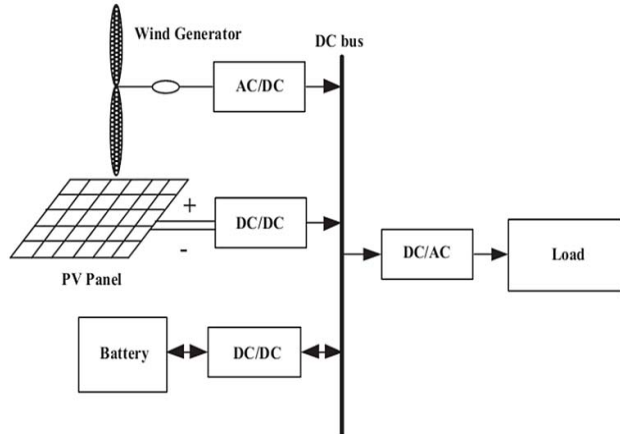 Wind Generator
DC bus
AC/DC
+
DC/DC
-
PV Panel
DC/AC
Load
Battery
DC/DC